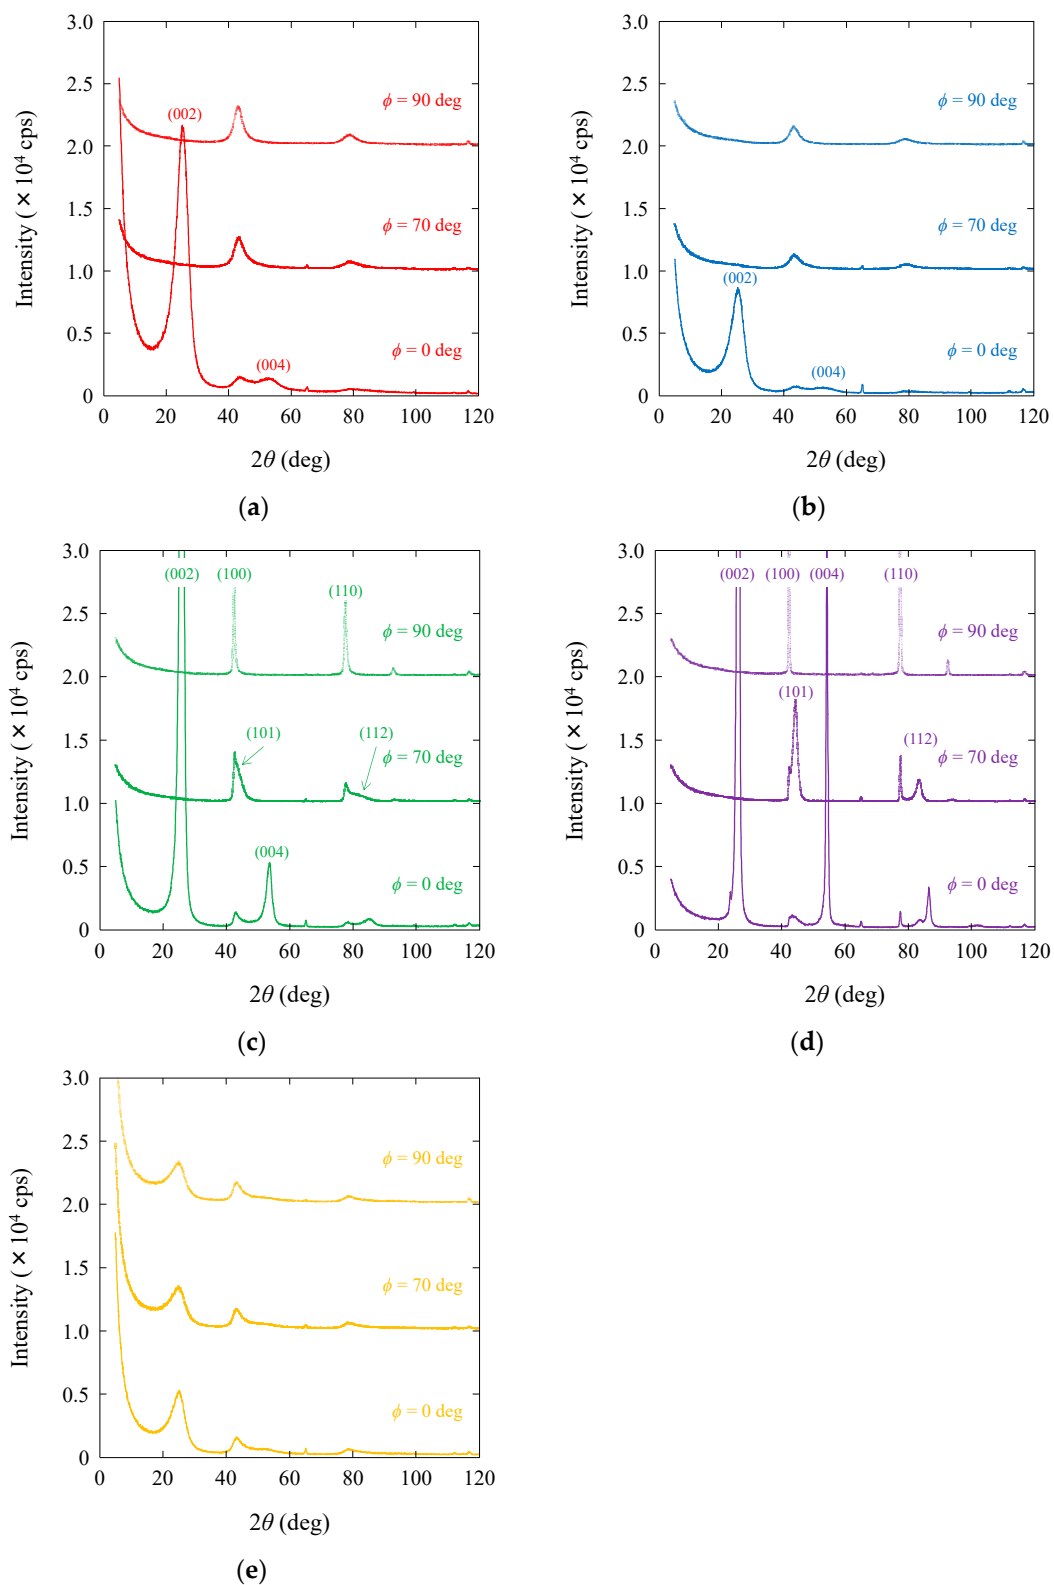 3.0
2.5
2.0
1.5
1.0
0.5
0
Intensity ( × 10⁴ cps)
(002)
ϕ = 90 deg
ϕ = 70 deg
ϕ = 0 deg
(004)
0 20 40 60 80 100 120
2θ (deg)
(a)
3.0
2.5
2.0
1.5
1.0
0.5
0
Intensity ( × 10⁴ cps)
ϕ = 90 deg
ϕ = 70 deg
(002)
ϕ = 0 deg
(004)
0 20 40 60 80 100 120
2θ (deg)
(b)
3.0
2.5
2.0
1.5
1.0
0.5
0
Intensity ( × 10⁴ cps)
(002) (100)
(110)
ϕ = 90 deg
(101) (112)
ϕ = 70 deg
(004)
ϕ = 0 deg
0 20 40 60 80 100 120
2θ (deg)
(c)
3.0
2.5
2.0
1.5
1.0
0.5
0
Intensity ( × 10⁴ cps)
(002) (100) (004) (110)
ϕ = 90 deg
(101)
(112)
ϕ = 70 deg
ϕ = 0 deg
0 20 40 60 80 100 120
2θ (deg)
(d)
3.0
2.5
2.0
1.5
1.0
0.5
0
Intensity ( × 10⁴ cps)
ϕ = 90 deg
ϕ = 70 deg
ϕ = 0 deg
0 20 40 60 80 100 120
2θ (deg)
(e)